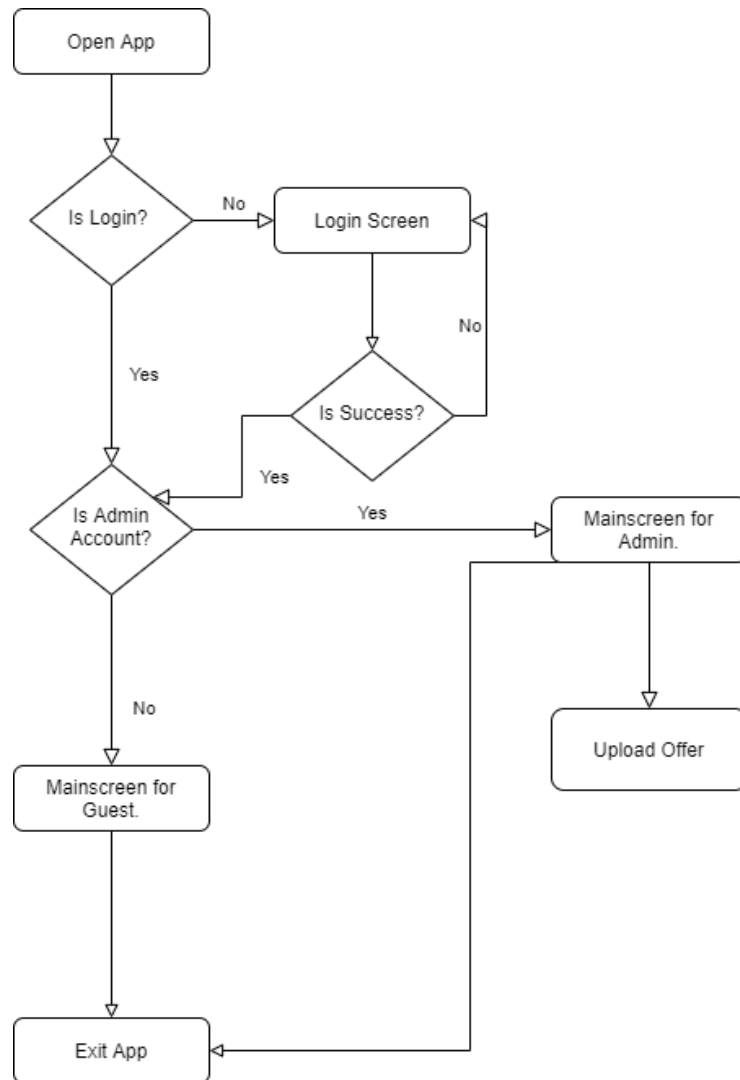 Open App
Is Login?
No
Login Screen
No
Yes
Is Success?
Yes
Is Admin
Account?
Yes
Mainscreen for
Admin.
No
Upload Offer
Mainscreen for
Guest.
Exit App